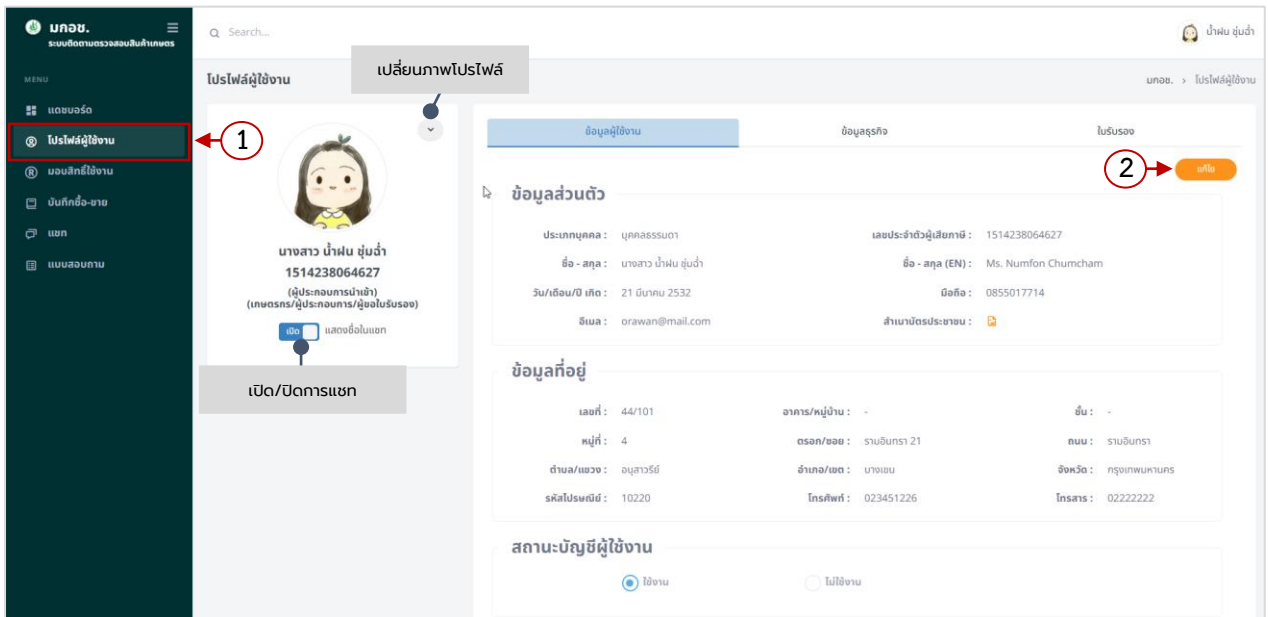 มกอช.
ระบบติดตามตรวจสอบสินค้าเกษตร
Search...
น้ำฝน ชุ่มฉ่ำ
MENU
แดชบอร์ด
โปรไฟล์ผู้ใช้งาน
มอบสิทธิ์ใช้งาน
บันทึกซื้อ-ขาย
แชท
แบบสอบถาม
1
โปรไฟล์ผู้ใช้งาน
มกอช. > โปรไฟล์ผู้ใช้งาน
เปลี่ยนภาพโปรไฟล์
นางสาว น้ำฝน ชุ่มฉ่ำ
1514238064627
(ผู้ประกอบการนำเข้า)
(เกษตรกร/ผู้ประกอบการ/ผู้ขอใบรับรอง)
เปิด แสดงชื่อในแชท
เปิด/ปิดการแชท
ข้อมูลผู้ใช้งาน ข้อมูลธุรกิจ ใบรับรอง
2 แก้ไข
ข้อมูลส่วนตัว
ประเภทบุคคล : บุคคลธรรมดา เลขประจำตัวผู้เสียภาษี : 1514238064627
ชื่อ - สกุล : นางสาว น้ำฝน ชุ่มฉ่ำ ชื่อ - สกุล (EN) : Ms. Numfon Chumcham
วัน/เดือน/ปี เกิด : 21 มีนาคม 2532 มือถือ : 0855017714
อีเมล : orawan@mail.com สำเนาบัตรประชาชน :
ข้อมูลที่อยู่
เลขที่ : 44/101 อาคาร/หมู่บ้าน : - ชั้น : -
หมู่ที่ : 4 ตรอก/ซอย : รามอินทรา 21 ถนน : รามอินทรา
ตำบล/แขวง : อนุสาวรีย์ อำเภอ/เขต : บางเขน จังหวัด : กรุงเทพมหานคร
รหัสไปรษณีย์ : 10220 โทรศัพท์ : 023451226 โทรสาร : 02222222
สถานะบัญชีผู้ใช้งาน
ใช้งาน ไม่ใช้งาน